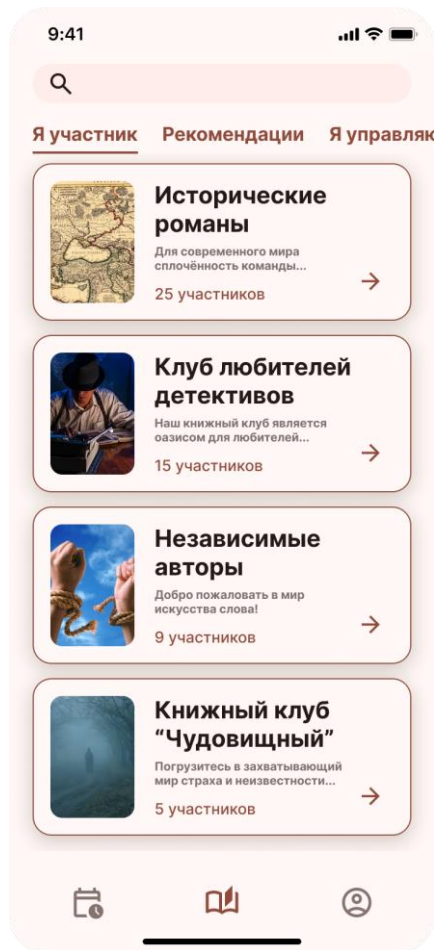 9:41
Я участник Рекомендации Я управляю
Исторические
романы
Для современного мира
сплочённость команды...
25 участников
Клуб любителей
детективов
Наш книжный клуб является
оазисом для любителей...
15 участников
Независимые
авторы
Добро пожаловать в мир
искусства слова!
9 участников
Книжный клуб
“Чудовищный”
Погрузитесь в захватывающий
мир страха и неизвестности...
5 участников